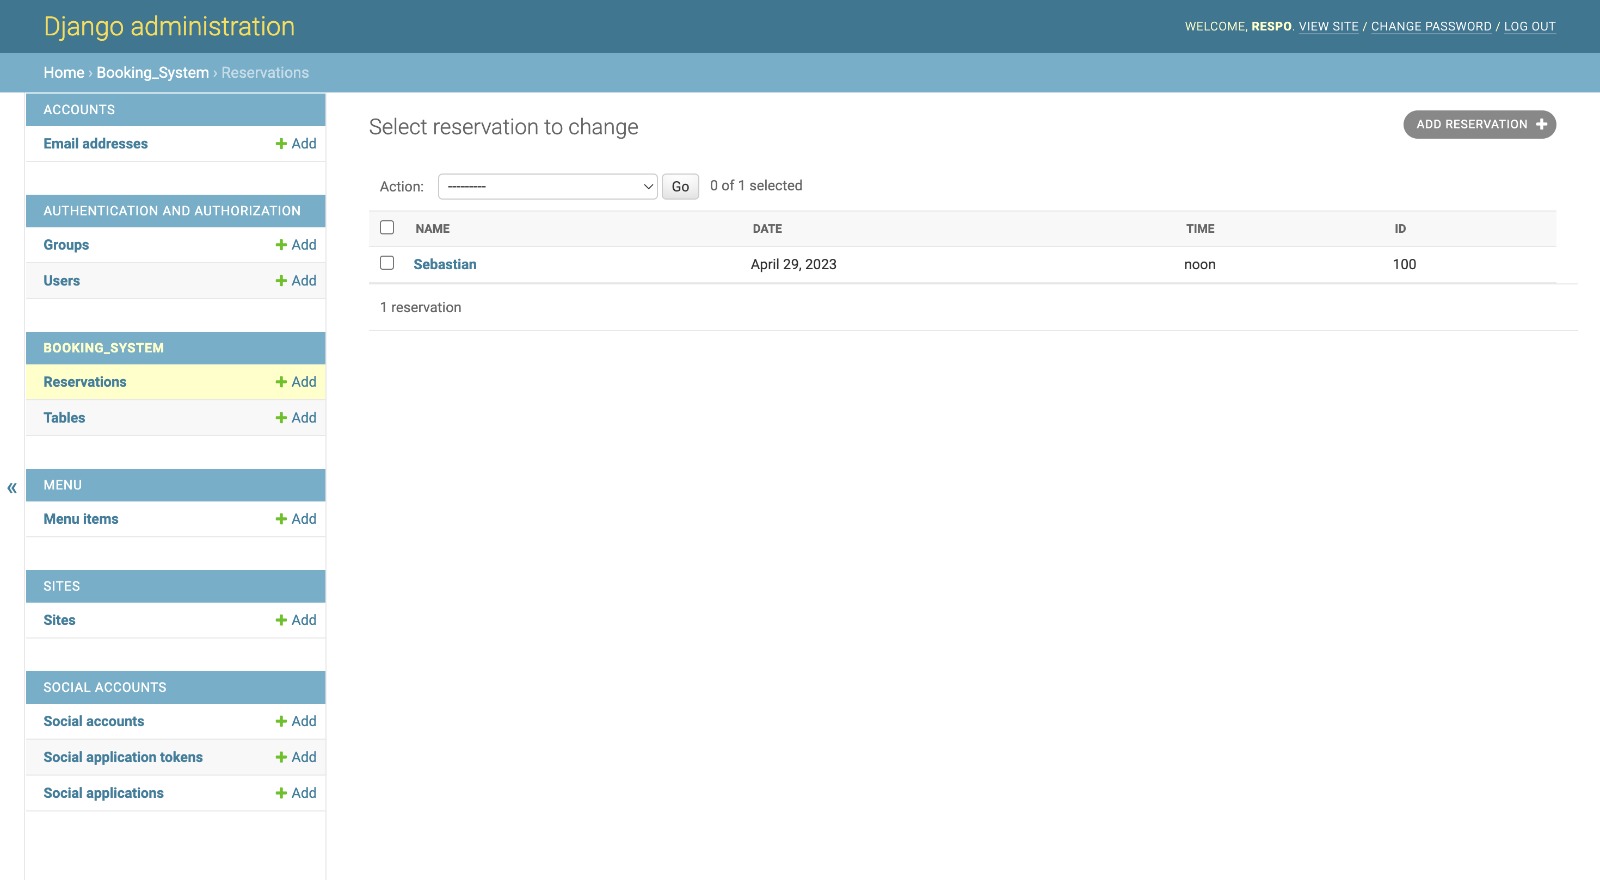 Django administration
WELCOME, RESPO. VIEW SITE / CHANGE PASSWORD / LOG OUT
Home › Booking_System › Reservations
ACCOUNTS
Email addresses + Add
AUTHENTICATION AND AUTHORIZATION
Groups + Add
Users + Add
BOOKING_SYSTEM
Reservations + Add
Tables + Add
MENU
Menu items + Add
SITES
Sites + Add
SOCIAL ACCOUNTS
Social accounts + Add
Social application tokens + Add
Social applications + Add
«
Select reservation to change
ADD RESERVATION +
Action: --------- Go 0 of 1 selected
NAME DATE TIME ID
Sebastian April 29, 2023 noon 100
1 reservation